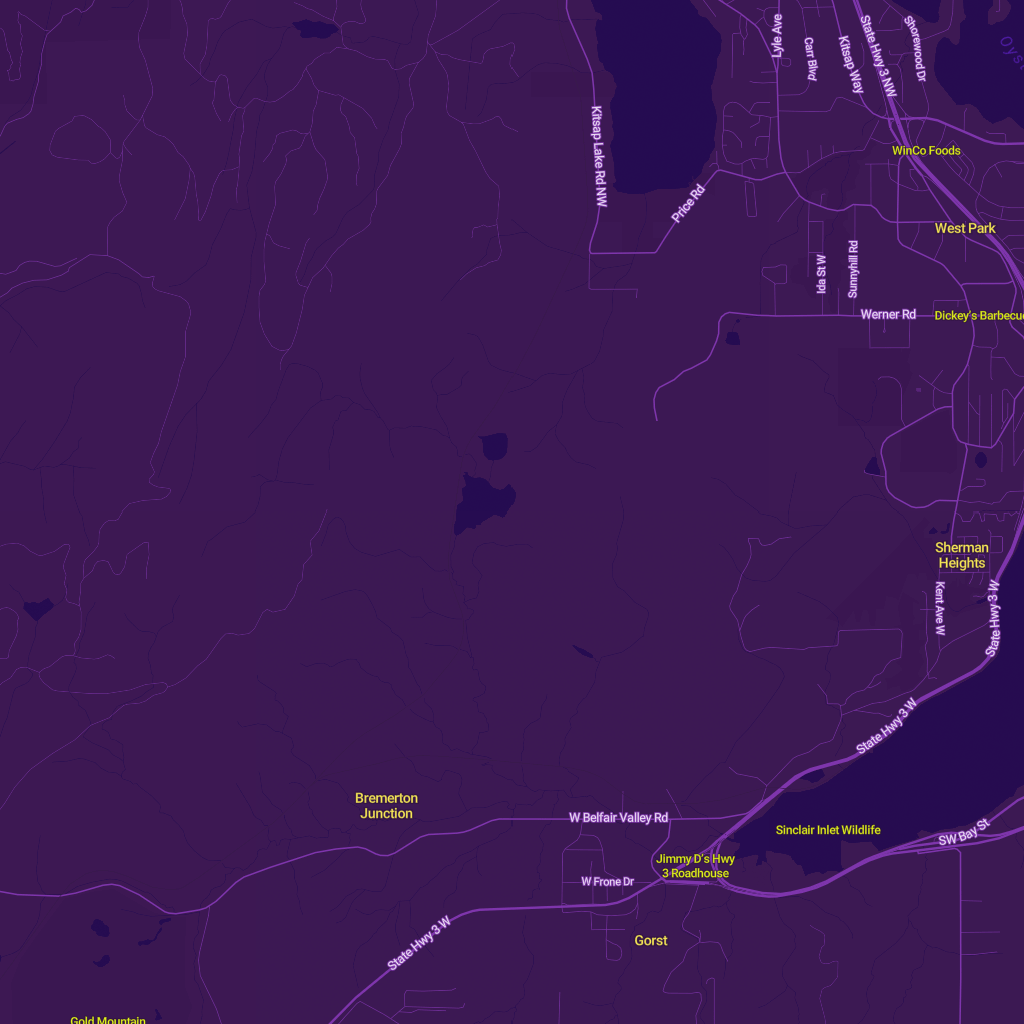 Lyle Ave
Carr Blvd
Kitsap Way
State Hwy 3 NW
Shorewood Dr
Kitsap Lake Rd NW
WinCo Foods
Price Rd
West Park
Ida St W
Sunnyhill Rd
Werner Rd
Dickey's Barbecue
Sherman
Heights
Kent Ave W
State Hwy 3 W
State Hwy 3 W
Bremerton
Junction
W Belfair Valley Rd
Sinclair Inlet Wildlife
SW Bay St
Jimmy D's Hwy
3 Roadhouse
W Frone Dr
State Hwy 3 W
Gorst
Gold Mountain